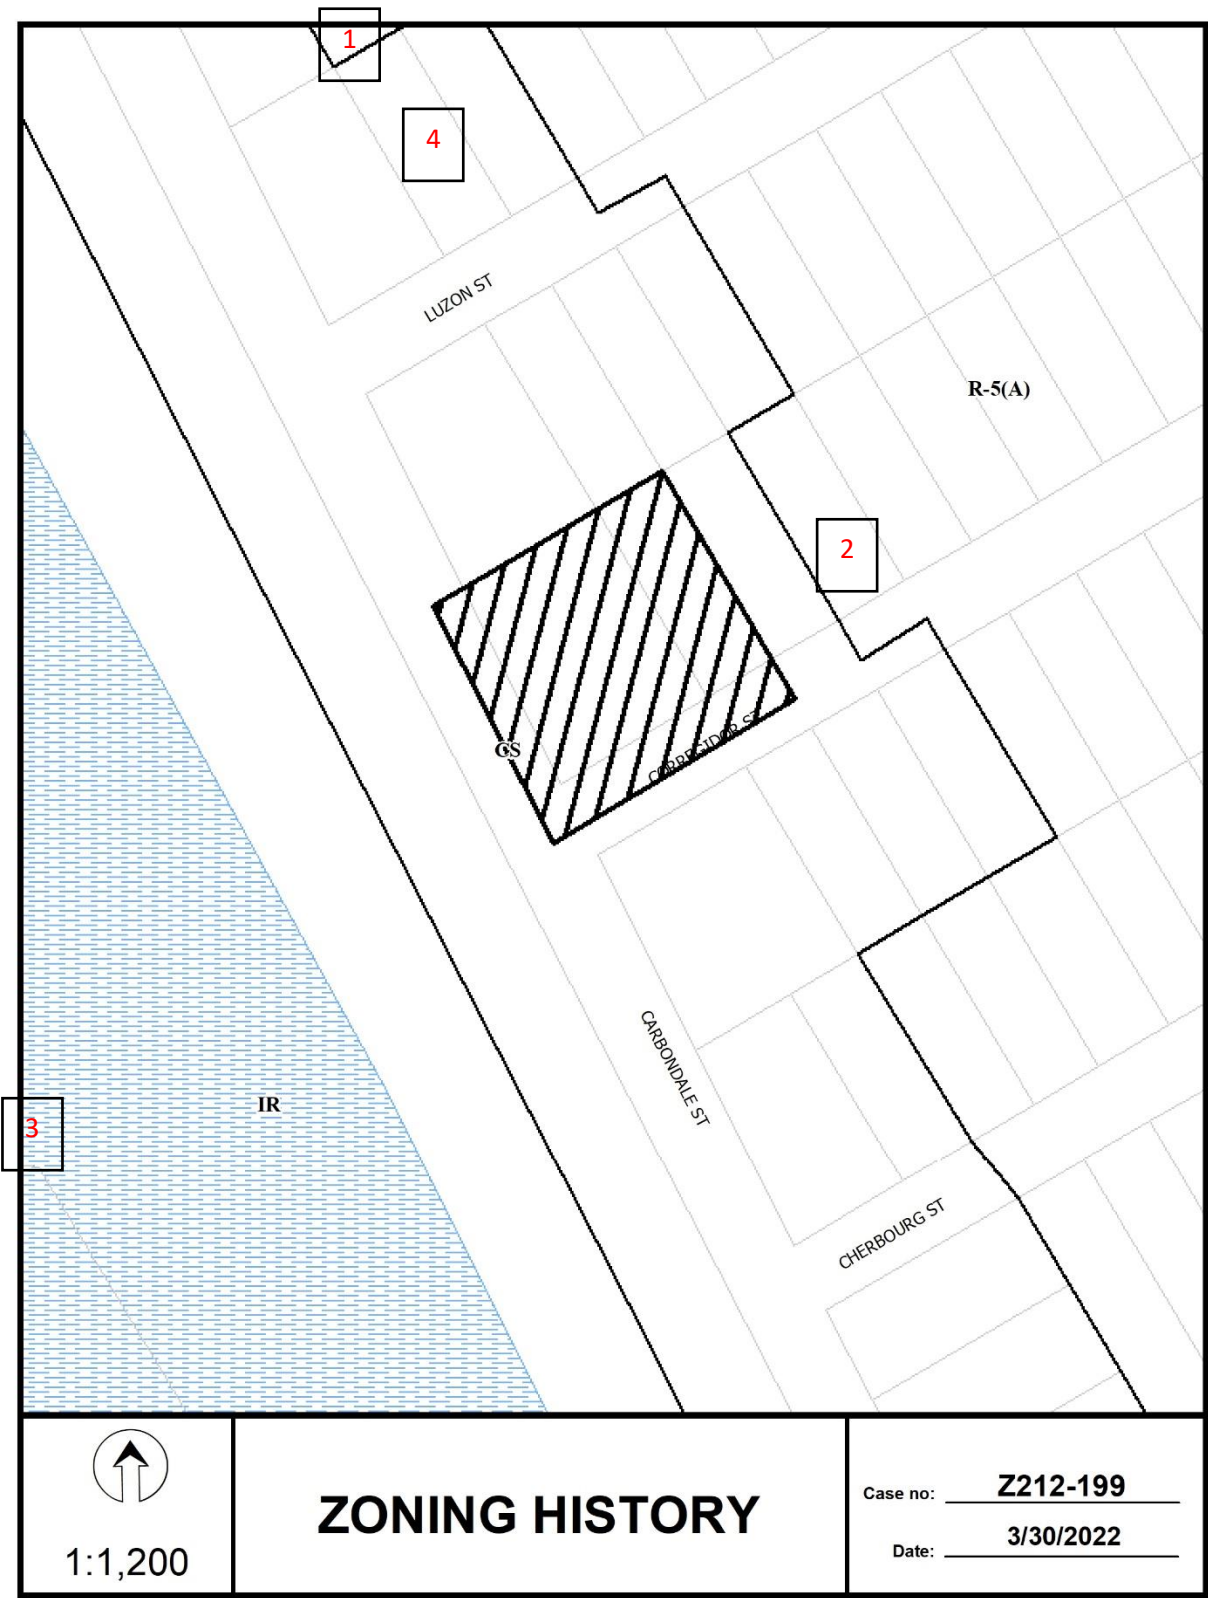 1
4
LUZON ST
R-5(A)
2
CS
CORREGIDOR ST
CARBONDALE ST
IR
3
CHERBOURG ST
1:1,200
ZONING HISTORY
Case no: Z212-199
Date: 3/30/2022